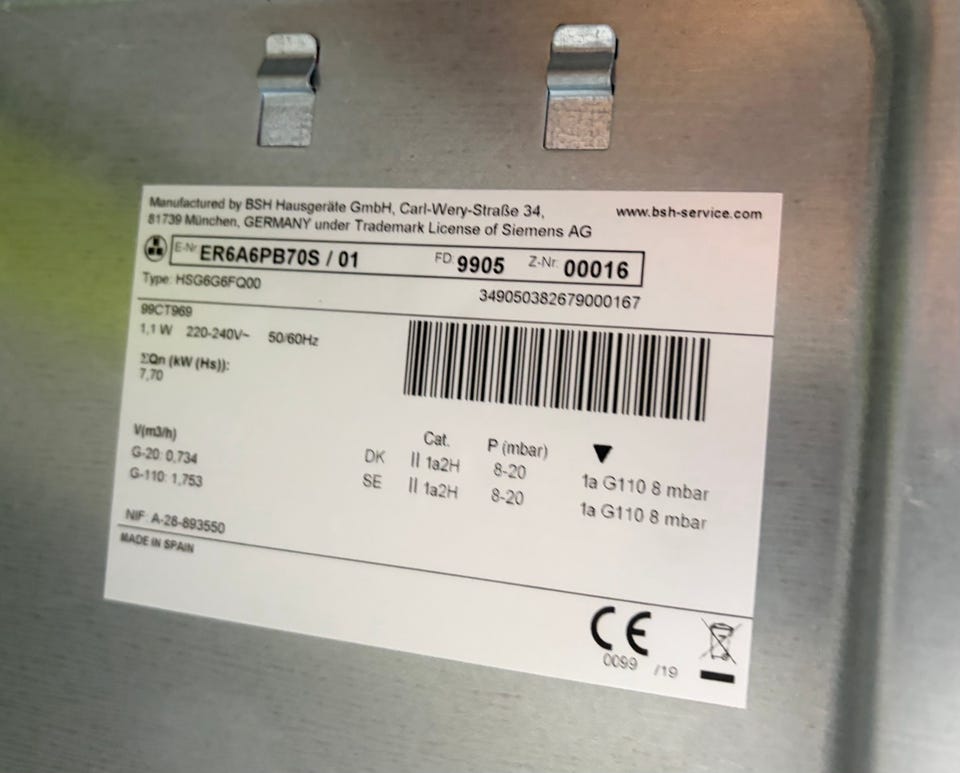 Manufactured by BSH Hausgeräte GmbH, Carl-Wery-Straße 34,
81739 München, GERMANY under Trademark License of Siemens AG
www.bsh-service.com
E-Nr. ER6A6PB70S / 01 FD. 9905 Z-Nr. 00016
Type: HSG6G6FQ00
349050382679000167
99CT969
1,1 W 220-240V~ 50/60Hz
ΣQn (kW (Hs)):
7,70
V(m3/h)
G-20: 0,734
G-110: 1,753
Cat. P (mbar) ▼
DK II 1a2H 8-20 1a G110 8 mbar
SE II 1a2H 8-20 1a G110 8 mbar
NIF: A-28-893550
MADE IN SPAIN
CE
0099 /19